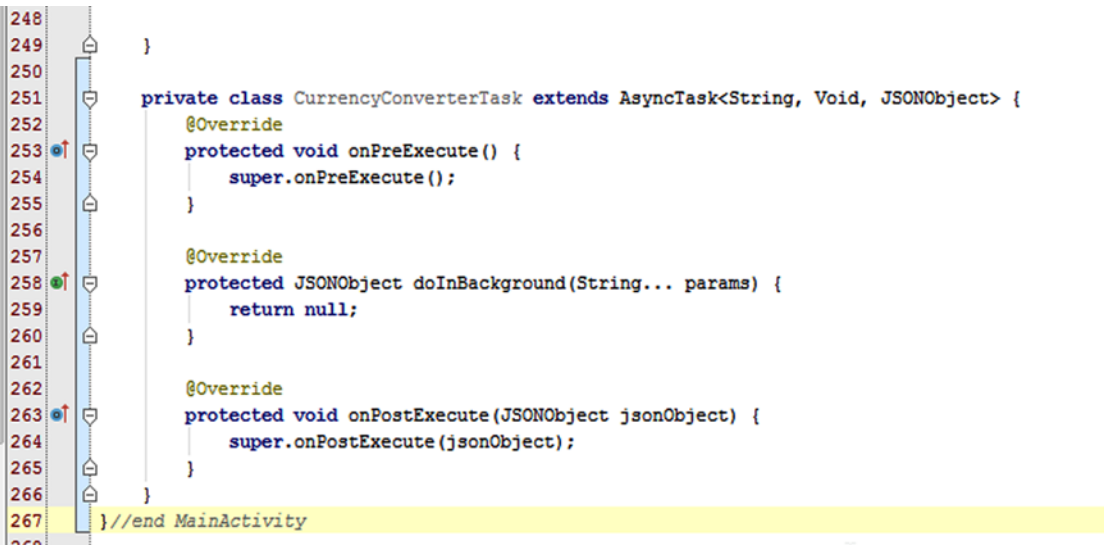 248
249 }
250
251 private class CurrencyConverterTask extends AsyncTask<String, Void, JSONObject> {
252 @Override
253 protected void onPreExecute() {
254 super.onPreExecute();
255 }
256
257 @Override
258 protected JSONObject doInBackground(String... params) {
259 return null;
260 }
261
262 @Override
263 protected void onPostExecute(JSONObject jsonObject) {
264 super.onPostExecute(jsonObject);
265 }
266 }
267 }//end MainActivity